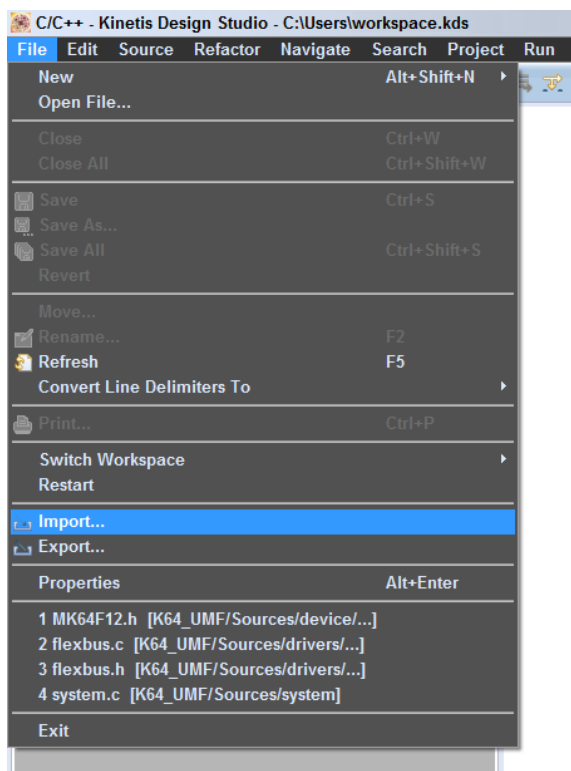 C/C++ - Kinetis Design Studio - C:\Users\workspace.kds
File Edit Source Refactor Navigate Search Project Run
New Alt+Shift+N
Open File...
Close Ctrl+W
Close All Ctrl+Shift+W
Save Ctrl+S
Save As...
Save All Ctrl+Shift+S
Revert
Move...
Rename... F2
Refresh F5
Convert Line Delimiters To
Print... Ctrl+P
Switch Workspace
Restart
Import...
Export...
Properties Alt+Enter
1 MK64F12.h [K64_UMF/Sources/device/...]
2 flexbus.c [K64_UMF/Sources/drivers/...]
3 flexbus.h [K64_UMF/Sources/drivers/...]
4 system.c [K64_UMF/Sources/system]
Exit